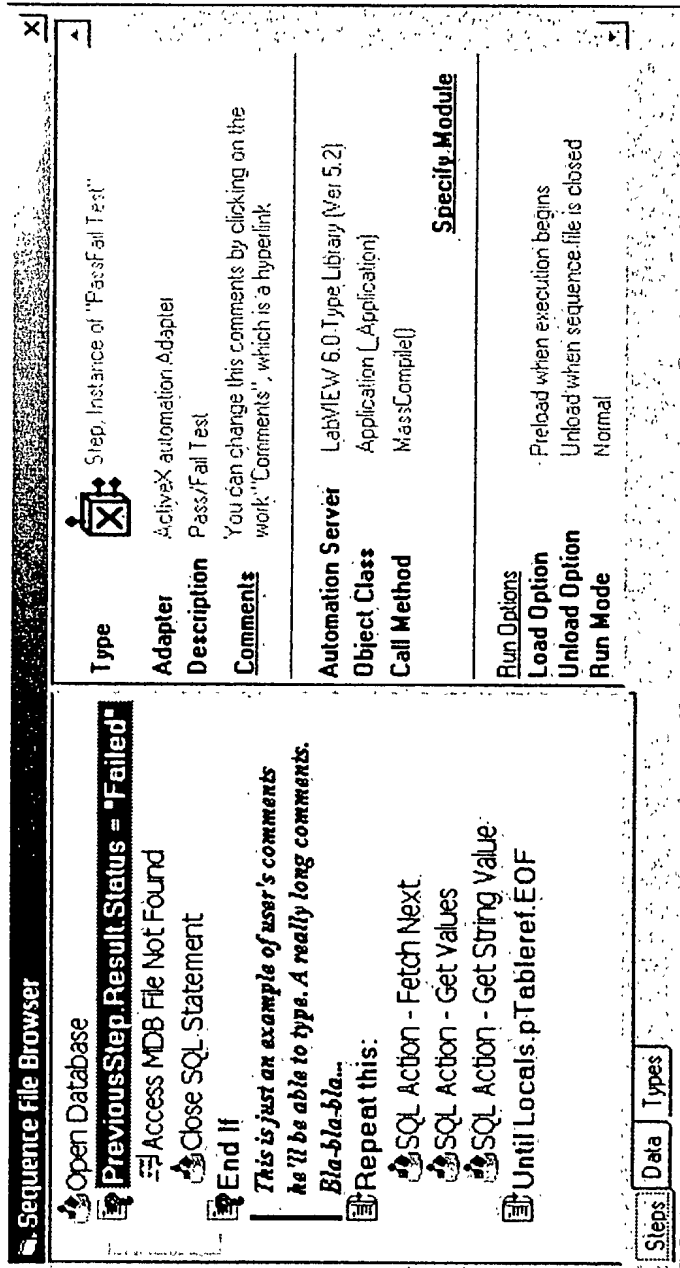 Sequence File Browser
Open Database
PreviousStep.Result.Status = "Failed"
Access MDB File Not Found
Close SQL Statement
End If
This is just an example of user's comments
he'll be able to type. A really long comments.
Bla-bla-bla...
Repeat this:
SQL Action - Fetch Next
SQL Action - Get Values
SQL Action - Get String Value
Until Locals.pTableref.EOF
Steps Data Types
Type Step, Instance of "PassFail Test"
Adapter ActiveX automation Adapter
Description Pass/Fail Test
Comments You can change this comments by clicking on the
work "Comments", which is a hyperlink
Automation Server LabVIEW 6.0 Type Library (Ver 5.2)
Object Class Application (_Application)
Call Method MassCompile()
Specify Module
Run Options
Load Option Preload when execution begins
Unload Option Unload when sequence file is closed
Run Mode Normal